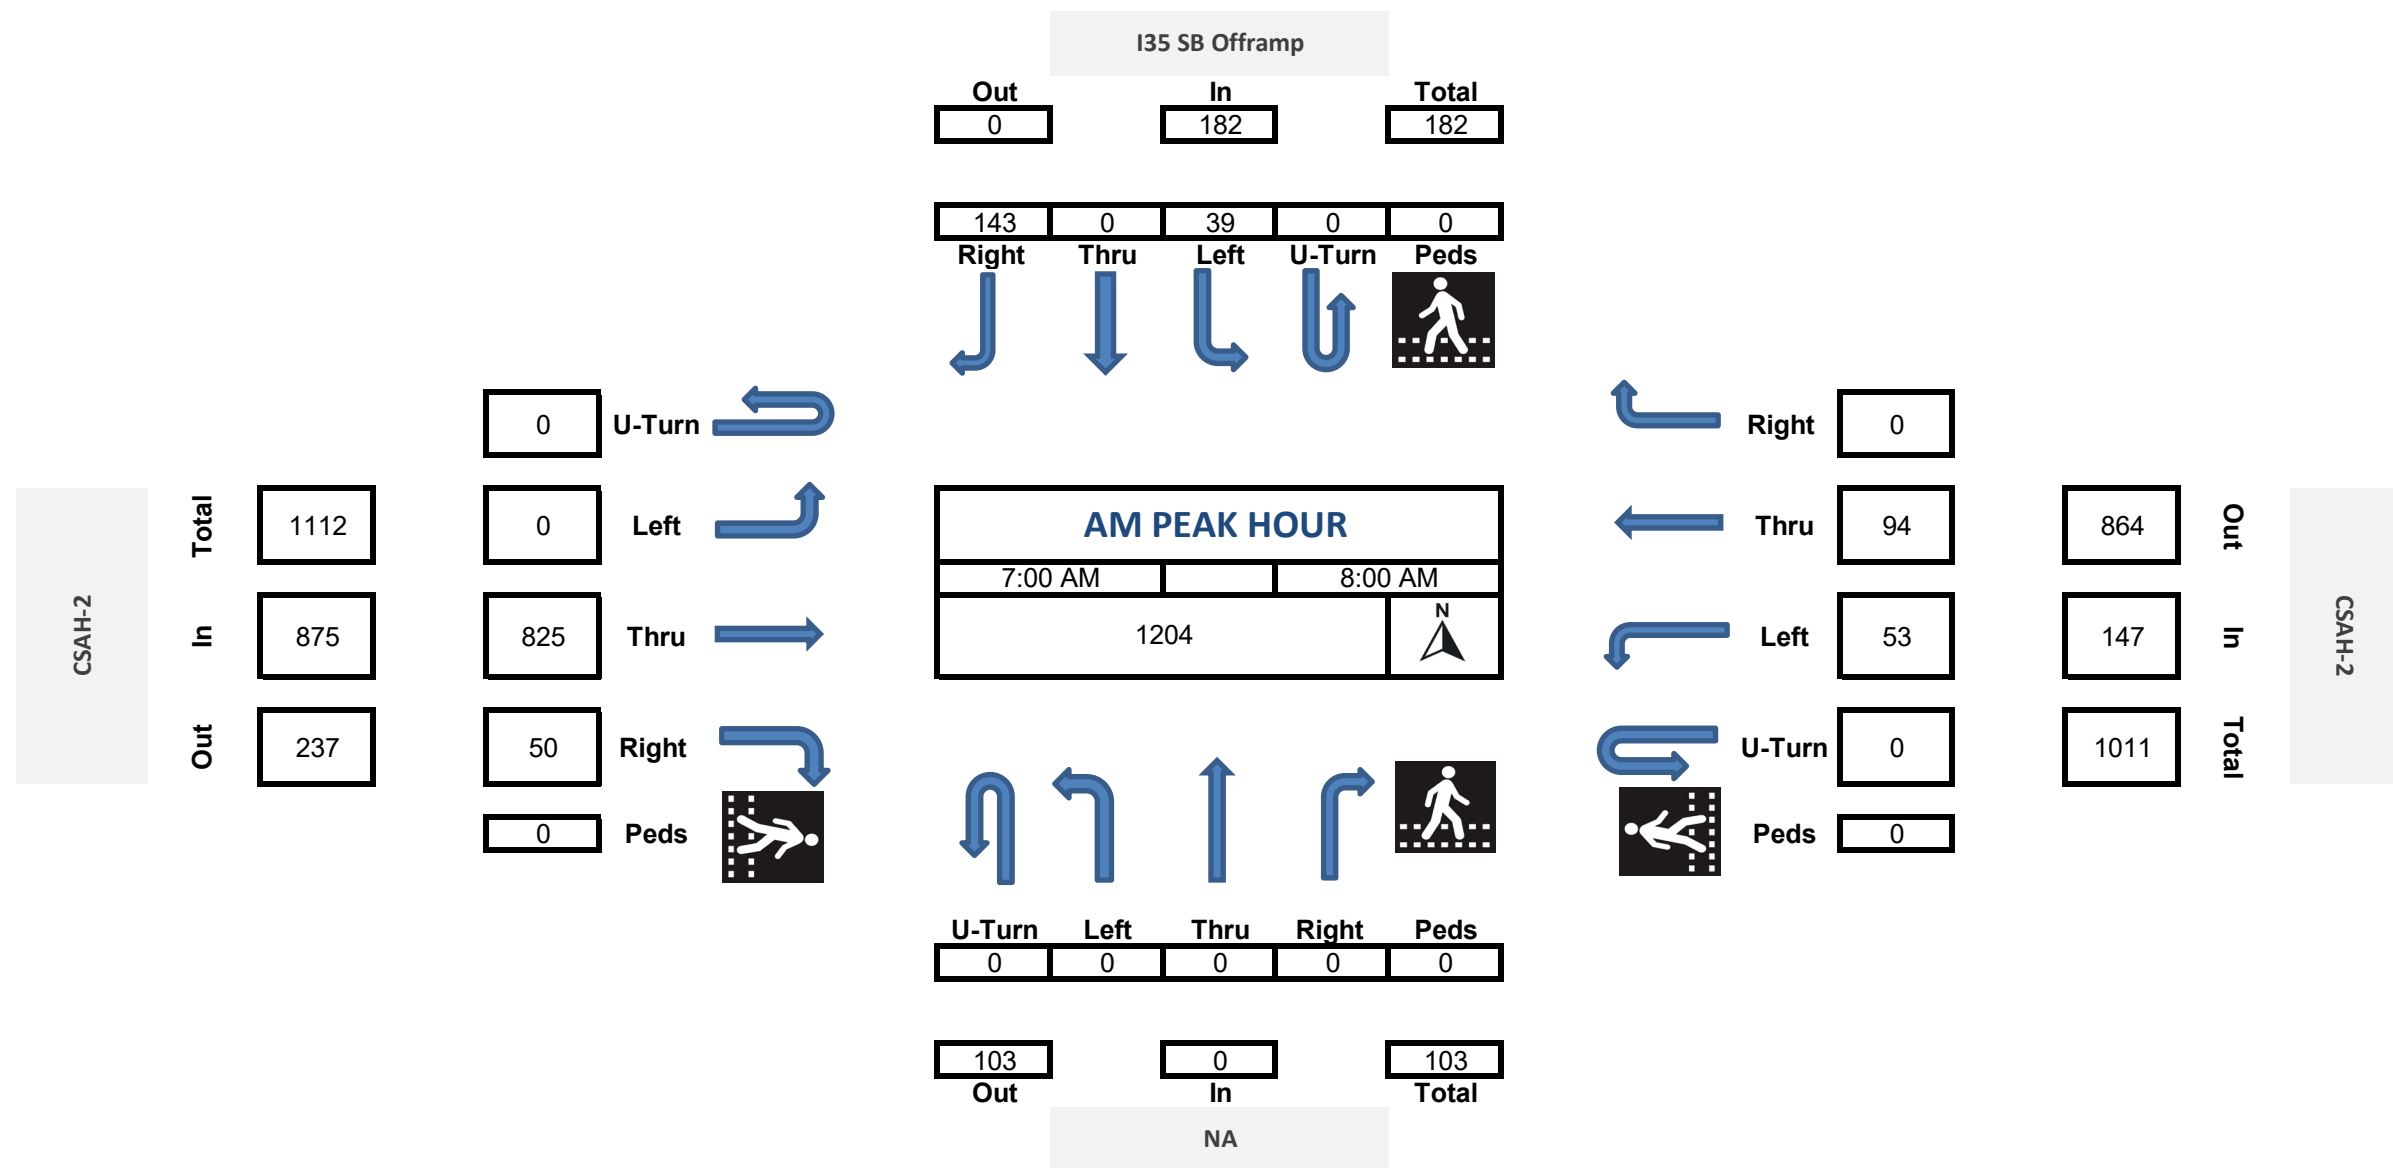 I35 SB Offramp
Out In Total
0 182 182
143 0 39 0 0
Right Thru Left U-Turn Peds
0 U-Turn
Right 0
Total 1112 0 Left
AM PEAK HOUR
Thru 94 864 Out
7:00 AM 8:00 AM
CSAH-2
In 875 825 Thru
1204
N
Left 53 147 In
CSAH-2
Out 237 50 Right
U-Turn 0 1011 Total
0 Peds
Peds 0
U-Turn Left Thru Right Peds
0 0 0 0 0
103 0 103
Out In Total
NA